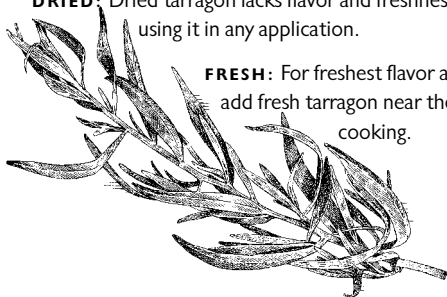 DRIED: Dried tarragon lacks flavor and freshnes
using it in any application.
FRESH: For freshest flavor a
add fresh tarragon near the
cooking.